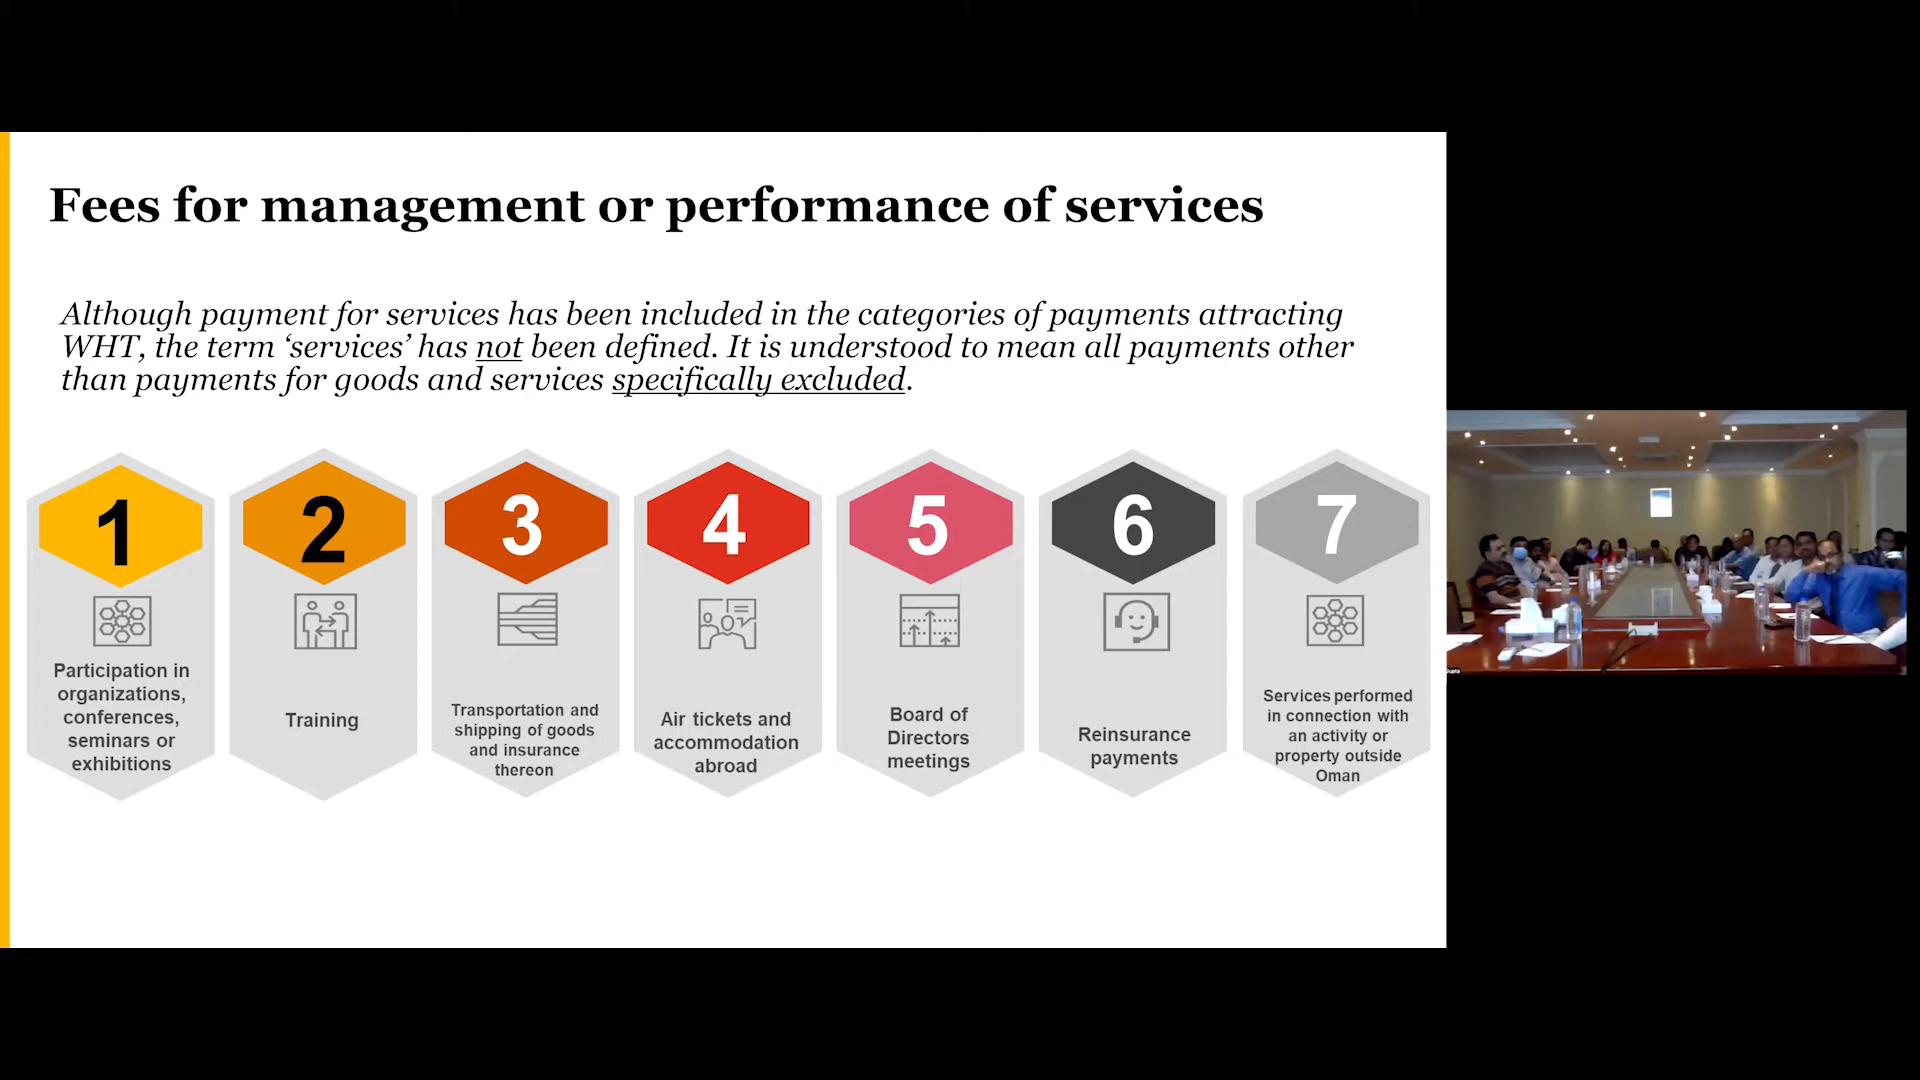 Fees for management or performance of services
Although payment for services has been included in the categories of payments attracting
WHT, the term ‘services’ has not been defined. It is understood to mean all payments other
than payments for goods and services specifically excluded.
1
Participation in
organizations,
conferences,
seminars or
exhibitions
2
Training
3
Transportation and
shipping of goods
and insurance
thereon
4
Air tickets and
accommodation
abroad
5
Board of
Directors
meetings
6
Reinsurance
payments
7
Services performed
in connection with
an activity or
property outside
Oman